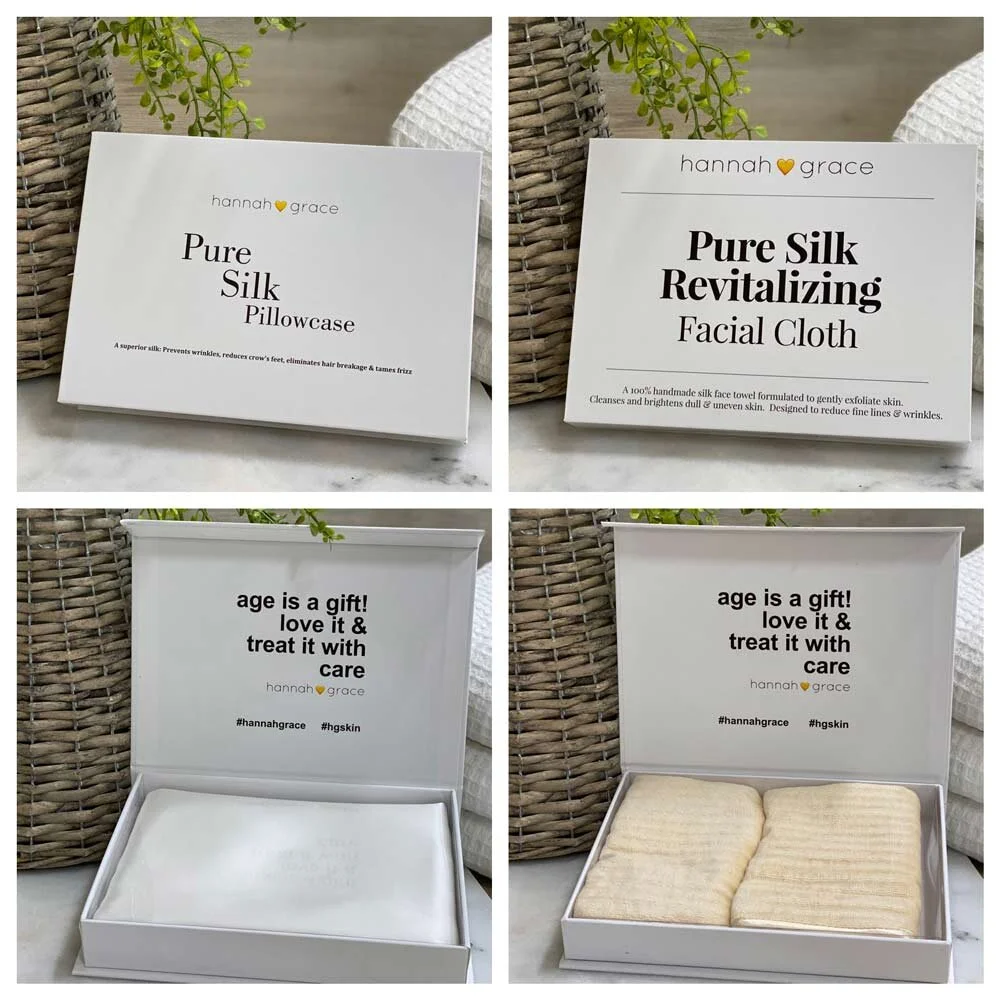 hannah💛grace
Pure
Silk
Pillowcase
A superior silk: Prevents wrinkles, reduces crow's feet, eliminates hair breakage & tames frizz
hannah💛grace
Pure Silk
Revitalizing
Facial Cloth
A 100% handmade silk face towel formulated to gently exfoliate skin.
Cleanses and brightens dull & uneven skin. Designed to reduce fine lines & wrinkles.
age is a gift!
love it &
treat it with
care
hannah💛grace
#hannahgrace #hgskin
age is a gift!
love it &
treat it with
care
hannah💛grace
#hannahgrace #hgskin